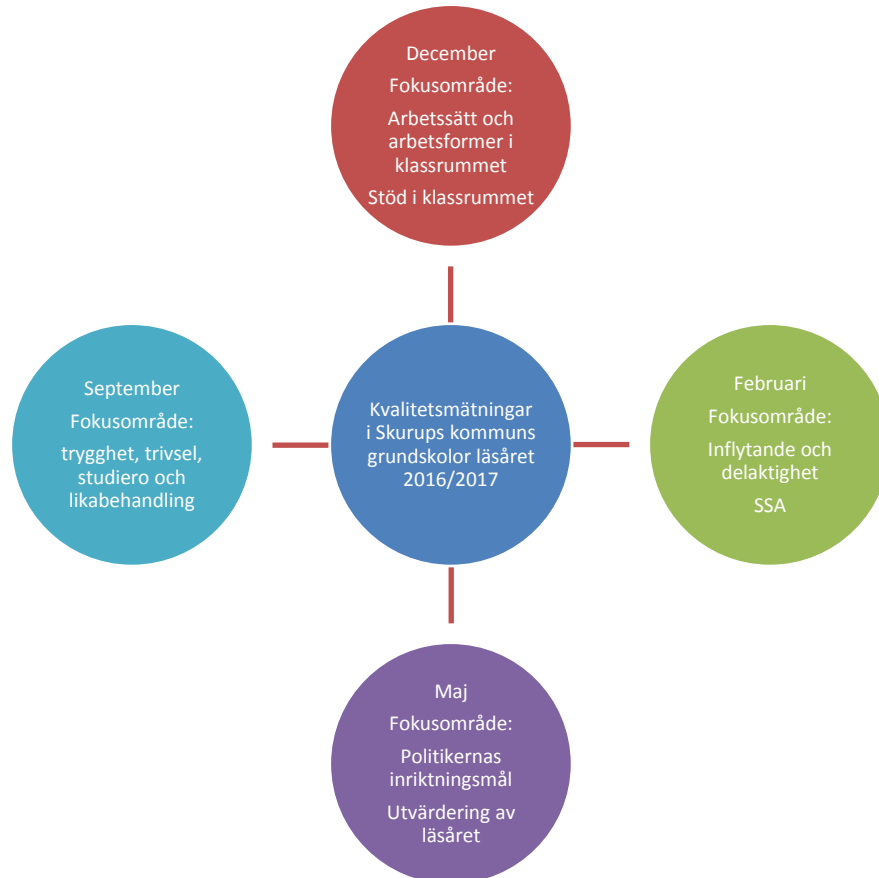 December
Fokusområde:
Arbetssätt och
arbetsformer i
klassrummet
Stöd i klassrummet
September
Fokusområde:
trygghet, trivsel,
studiero och
likabehandling
Kvalitetsmätningar
i Skurups kommuns
grundskolor läsåret
2016/2017
Februari
Fokusområde:
Inflytande och
delaktighet
SSA
Maj
Fokusområde:
Politikernas
inriktningsmål
Utvärdering av
läsåret